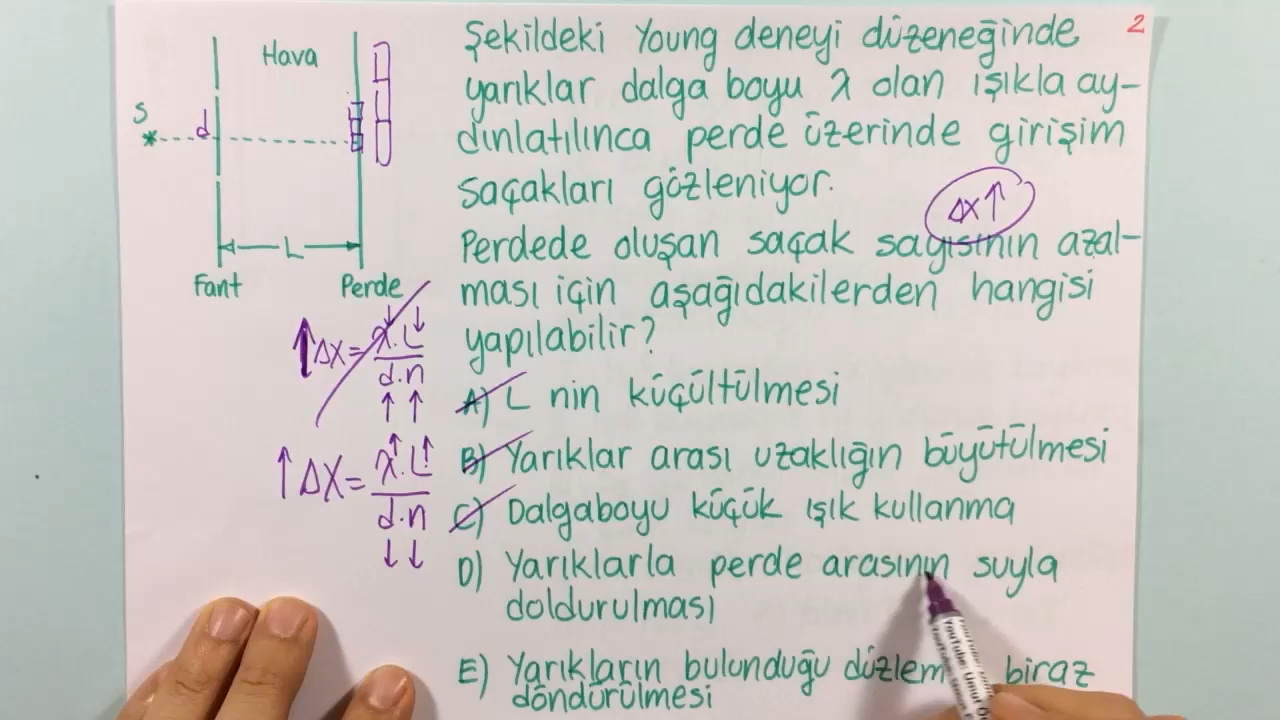 2
Hava
S
d
L
Fant
Perde
Şekildeki Young deneyi düzeneğinde
yarıklar dalga boyu λ olan ışıkla ay-
dınlatılınca perde üzerinde girişim
saçakları gözleniyor.
ΔX↑
Perdede oluşan saçak sayısının azal-
ması için aşağıdakilerden hangisi
yapılabilir?
↑ΔX=λ.L↓
d.n
↑ ↑
↑ΔX=λ↑.L↑
d.n
↓ ↓
A) L nin küçültülmesi
B) Yarıklar arası uzaklığın büyütülmesi
C) Dalgaboyu küçük ışık kullanma
D) Yarıklarla perde arasının suyla
doldurulması
E) Yarıkların bulunduğu düzlem biraz
döndürülmesi